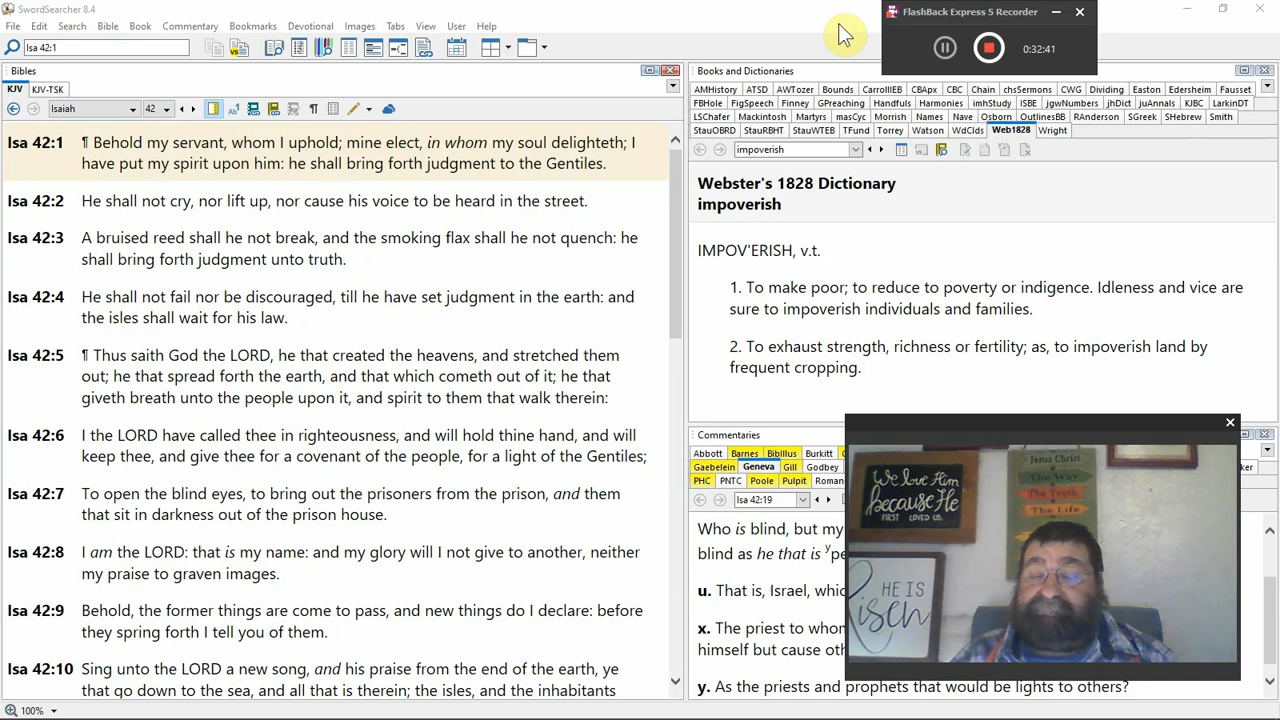 SwordSearcher 8.4
File Edit Search Bible Book Commentary Bookmarks Devotional Images Tabs View User Help
Isa 42:1
FlashBack Express 5 Recorder
0:32:41
Bibles
KJV KJV-TSK
Isaiah 42
Isa 42:1 ¶ Behold my servant, whom I uphold; mine elect, in whom my soul delighteth; I
have put my spirit upon him: he shall bring forth judgment to the Gentiles.
Isa 42:2 He shall not cry, nor lift up, nor cause his voice to be heard in the street.
Isa 42:3 A bruised reed shall he not break, and the smoking flax shall he not quench: he
shall bring forth judgment unto truth.
Isa 42:4 He shall not fail nor be discouraged, till he have set judgment in the earth: and
the isles shall wait for his law.
Isa 42:5 ¶ Thus saith God the LORD, he that created the heavens, and stretched them
out; he that spread forth the earth, and that which cometh out of it; he that
giveth breath unto the people upon it, and spirit to them that walk therein:
Isa 42:6 I the LORD have called thee in righteousness, and will hold thine hand, and will
keep thee, and give thee for a covenant of the people, for a light of the Gentiles;
Isa 42:7 To open the blind eyes, to bring out the prisoners from the prison, and them
that sit in darkness out of the prison house.
Isa 42:8 I am the LORD: that is my name: and my glory will I not give to another, neither
my praise to graven images.
Isa 42:9 Behold, the former things are come to pass, and new things do I declare: before
they spring forth I tell you of them.
Isa 42:10 Sing unto the LORD a new song, and his praise from the end of the earth, ye
that go down to the sea, and all that is therein; the isles, and the inhabitants
100%
Books and Dictionaries
AMHistory ATSD AWTozer Bounds CarrollIEB CBApx CBC Chain chsSermons CWG Dividing Easton Edersheim Fausset
FBHole FigSpeech Finney GPreaching Handfuls Harmonies imhStudy ISBE jgwNumbers jhDict juAnnals KJBC LarkinDT
LSChafer Mackintosh Martyrs masCyc Morrish Names Nave Osborn OutlinesBB RAnderson SGreek SHebrew Smith
StauOBRD StauRBHT StauWTEB TFund Torrey Watson WdClds Web1828 Wright
impoverish
Webster's 1828 Dictionary
impoverish
IMPOV'ERISH, v.t.
1. To make poor; to reduce to poverty or indigence. Idleness and vice are
sure to impoverish individuals and families.
2. To exhaust strength, richness or fertility; as, to impoverish land by
frequent cropping.
Commentaries
Abbott Barnes BibIllus Burkitt
Gaebelein Geneva Gill Godbey
PHC PNTC Poole Pulpit Roman
Isa 42:19
Who is blind, but my
blind as he that is y
u. That is, Israel,
x. The priest to whom
himself but cause
y. As the priests and prophets that would be lights to others?
We love Him
because He
FIRST LOVED US.
Jesus Christ
The Way
The Truth
The Life
HE IS
Risen